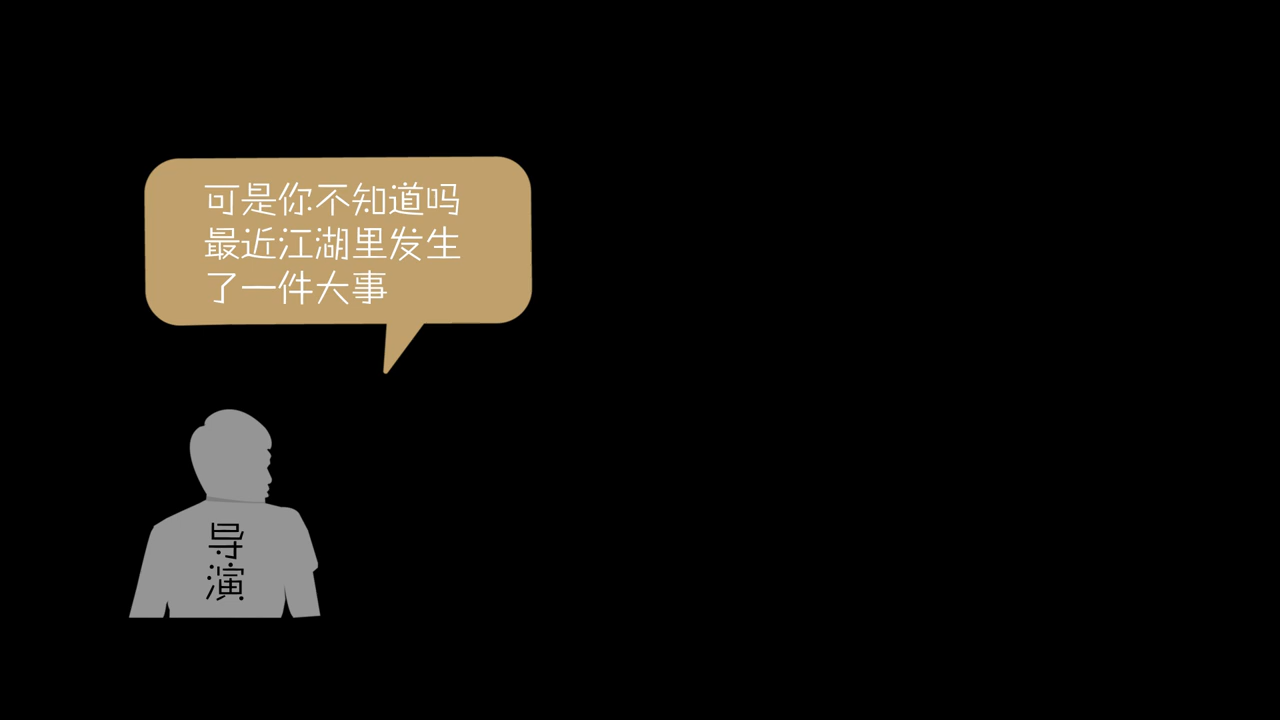 可是你不知道吗
最近江湖里发生
了一件大事
导
演